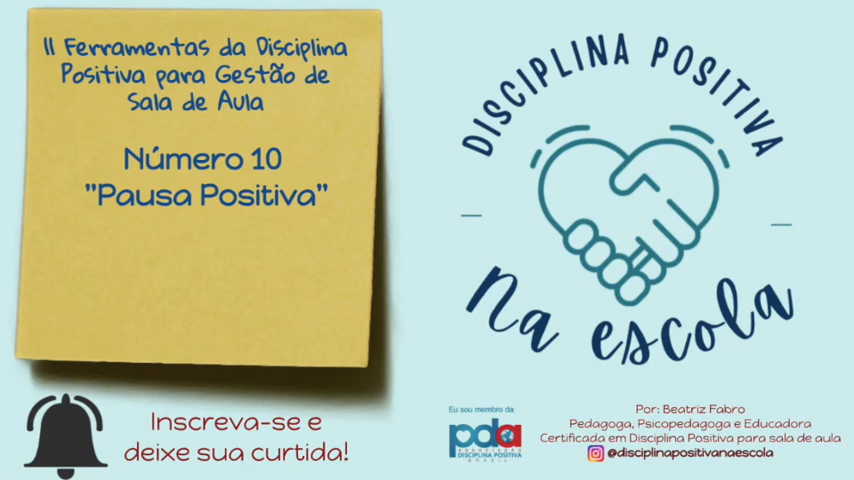 11 Ferramentas da Disciplina
Positiva para Gestão de
Sala de Aula
Número 10
"Pausa Positiva"
Inscreva-se e
deixe sua curtida!
DISCIPLINA POSITIVA
Na escola
Eu sou membro da:
pda
ASSOCIAÇÃO
DISCIPLINA POSITIVA
BRASIL
Por: Beatriz Fabro
Pedagoga, Psicopedagoga e Educadora
Certificada em Disciplina Positiva para sala de aula
@disciplinapositivanaescola